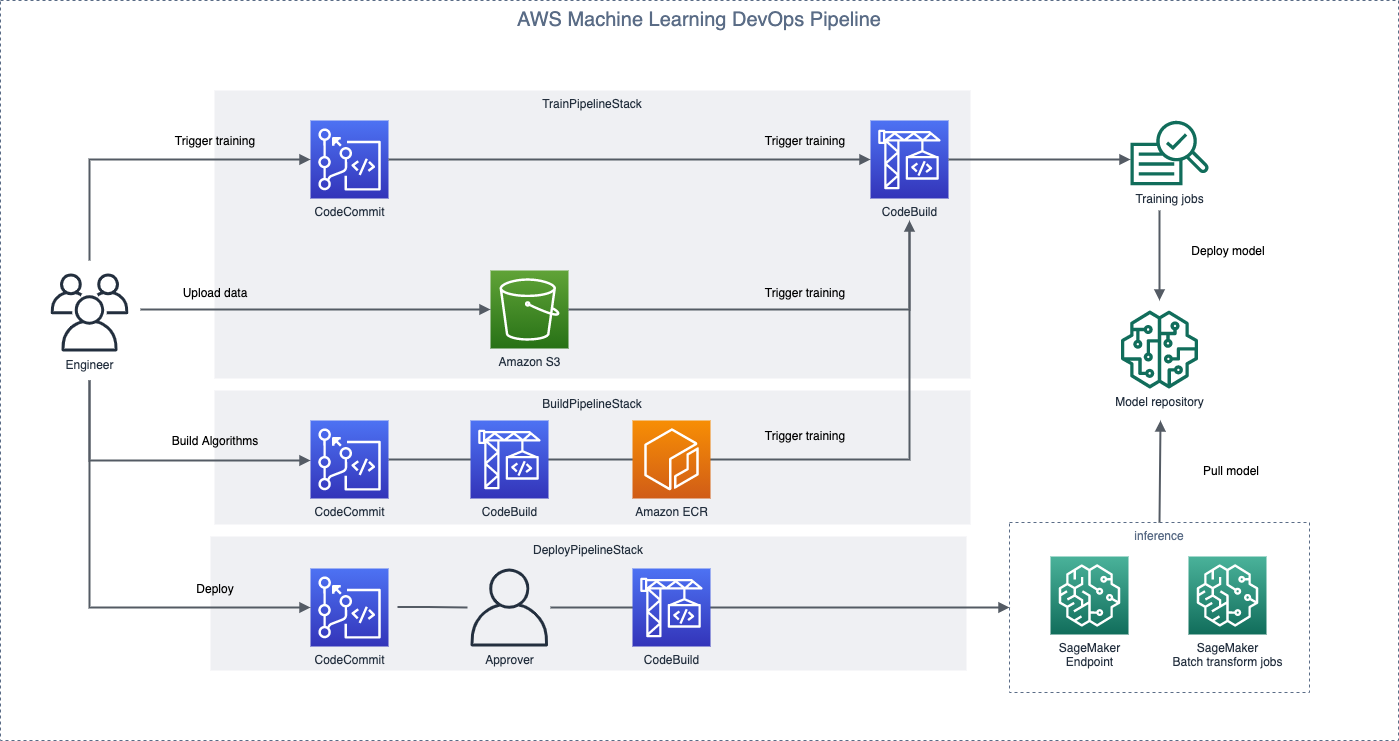 AWS Machine Learning DevOps Pipeline
TrainPipelineStack
Trigger training
Trigger training
CodeCommit
CodeBuild
Training jobs
Deploy model
Upload data
Trigger training
Amazon S3
Engineer
Model repository
BuildPipelineStack
Build Algorithms
Trigger training
CodeCommit
CodeBuild
Amazon ECR
Pull model
DeployPipelineStack
Deploy
CodeCommit
Approver
CodeBuild
inference
SageMaker
Endpoint
SageMaker
Batch transform jobs